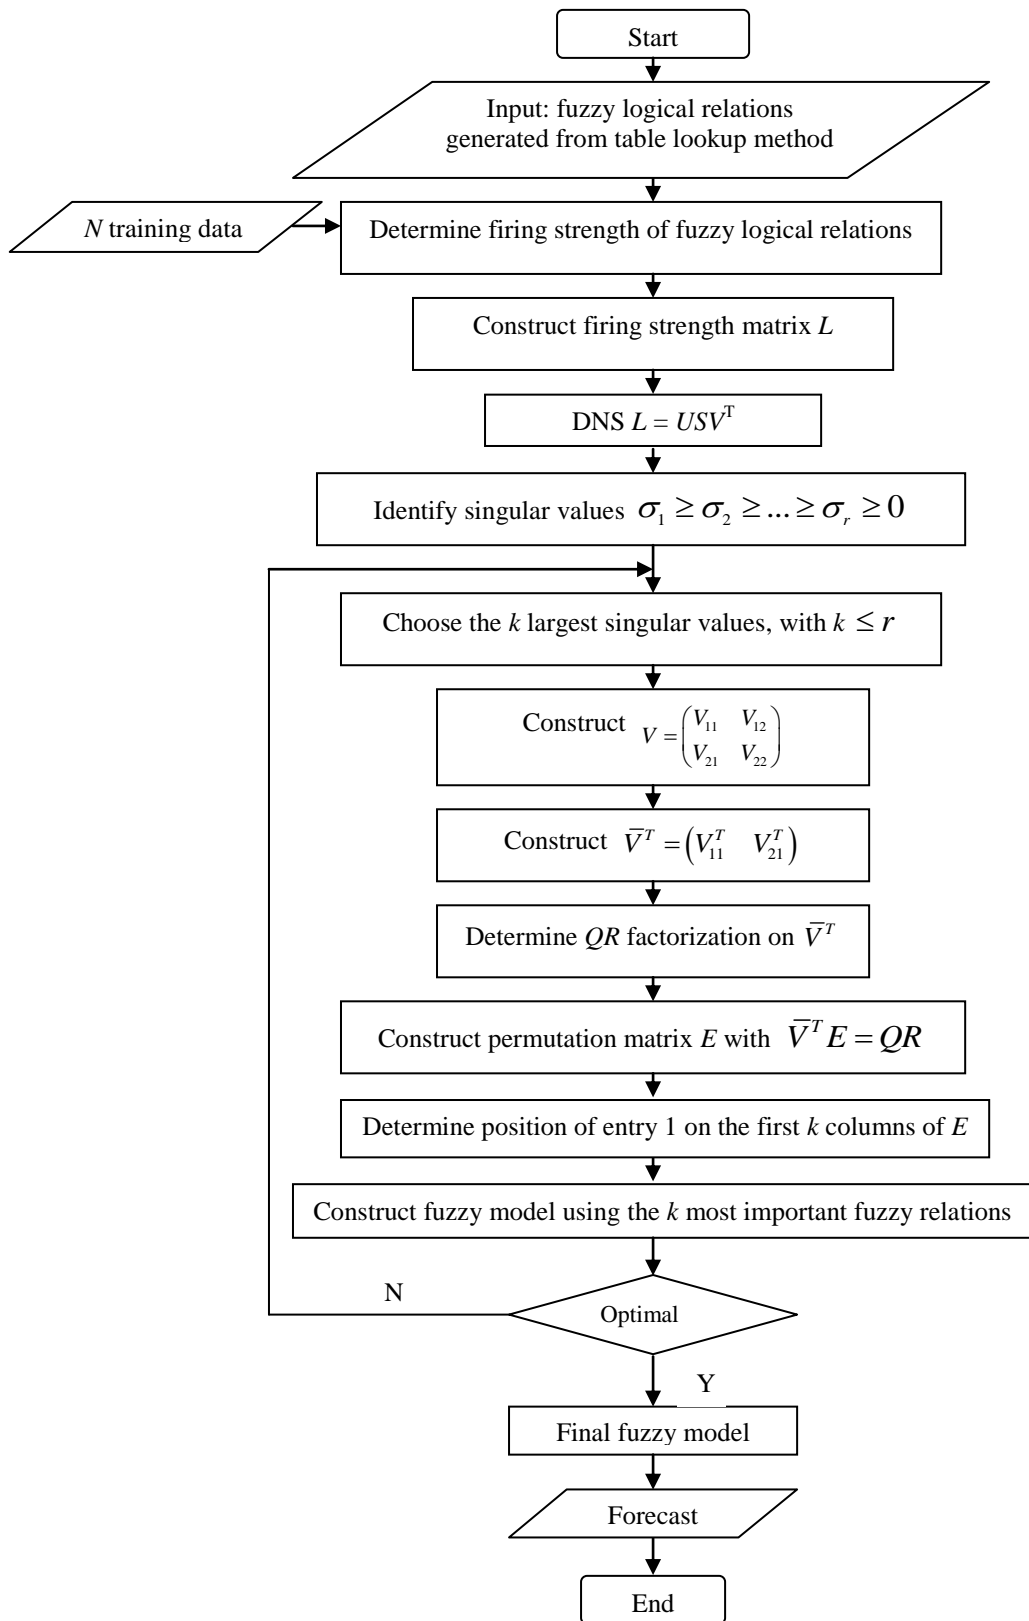 Start
Input: fuzzy logical relations
generated from table lookup method
N training data
Determine firing strength of fuzzy logical relations
Construct firing strength matrix L
DNS L = USV^T
Identify singular values σ₁ ≥ σ₂ ≥ ... ≥ σᵣ ≥ 0
Choose the k largest singular values, with k ≤ r
Construct V = (V₁₁ V₁₂
V₂₁ V₂₂)
Construct V̅^T = (V₁₁^T V₂₁^T)
Determine QR factorization on V̅^T
Construct permutation matrix E with V̅^T E = QR
Determine position of entry 1 on the first k columns of E
Construct fuzzy model using the k most important fuzzy relations
N
Optimal
Y
Final fuzzy model
Forecast
End